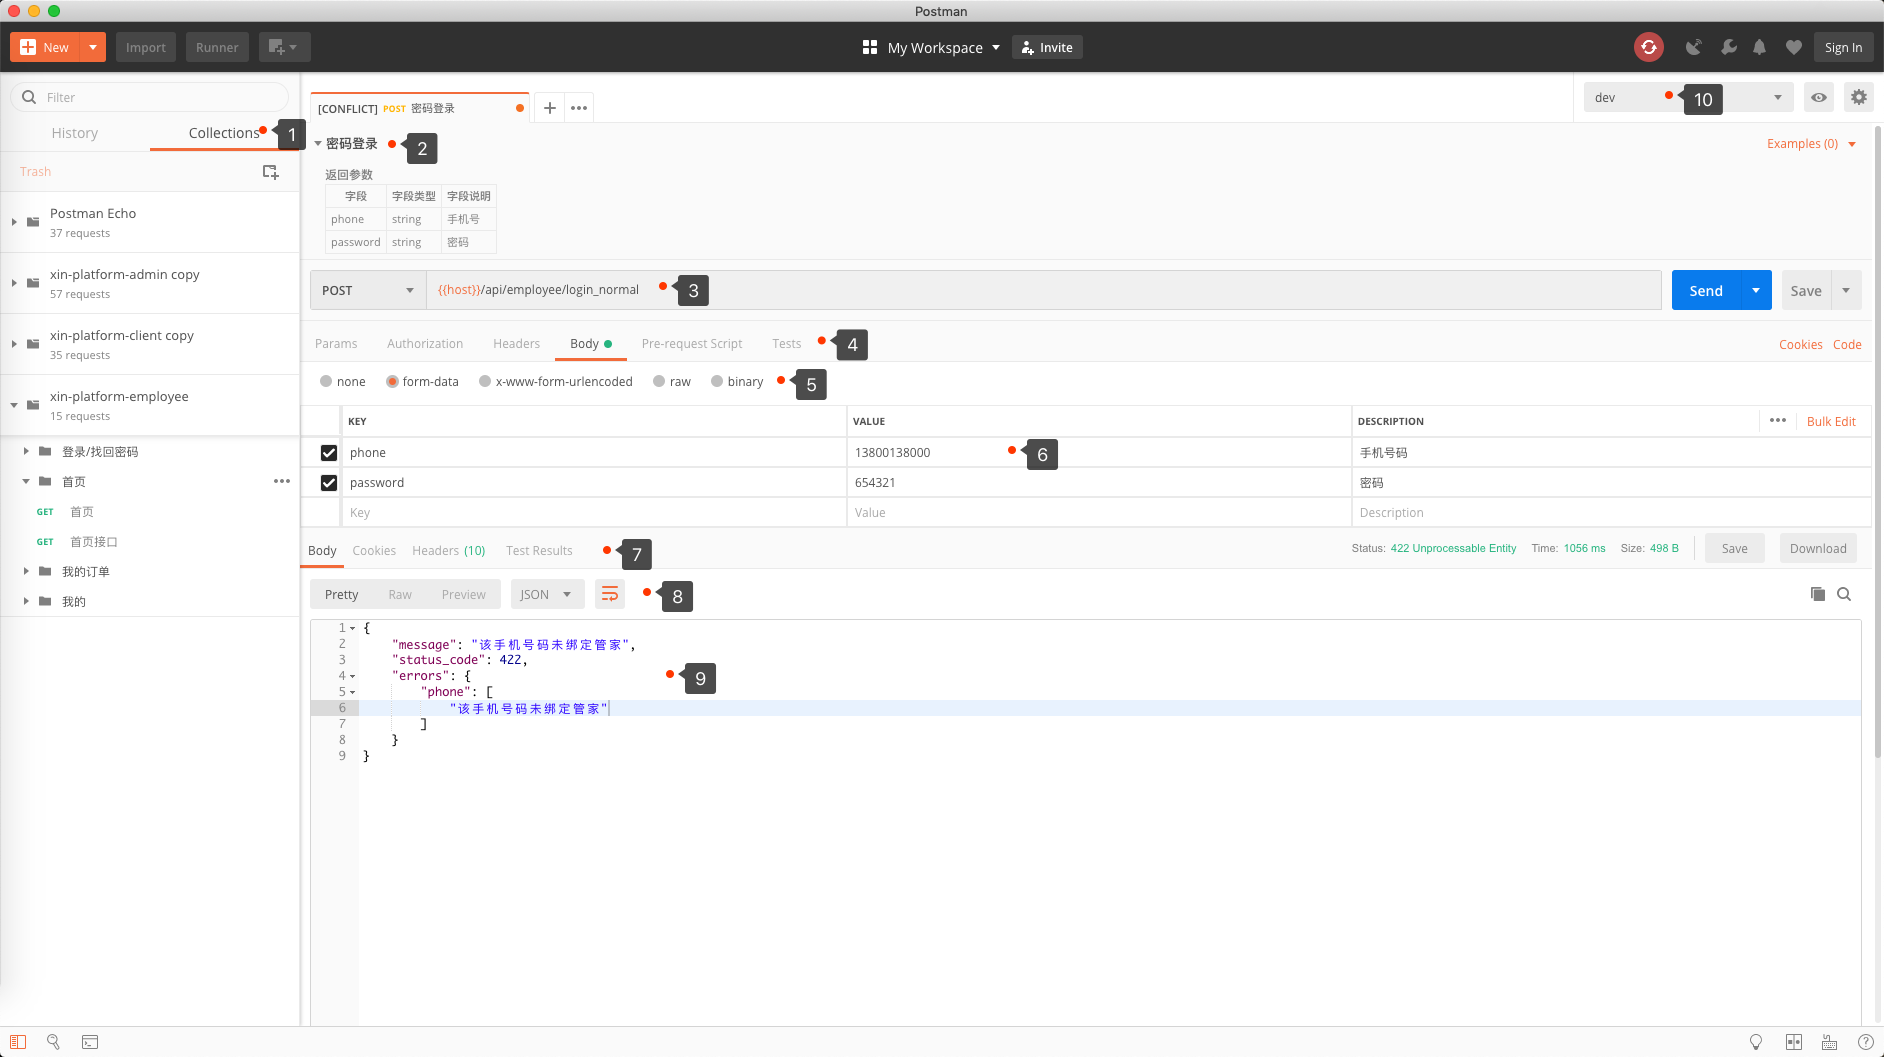 Postman
New
Import
Runner
My Workspace
Invite
Sign In
Filter
History
Collections
1
Trash
Postman Echo
37 requests
xin-platform-admin copy
57 requests
xin-platform-client copy
35 requests
xin-platform-employee
15 requests
登录/找回密码
首页
GET 首页
GET 首页接口
我的订单
我的
[CONFLICT] POST 密码登录
dev
10
密码登录
2
Examples (0)
返回参数
字段 字段类型 字段说明
phone string 手机号
password string 密码
POST
{{host}}/api/employee/login_normal
3
Send
Save
Params Authorization Headers Body Pre-request Script Tests
4
Cookies Code
none form-data x-www-form-urlencoded raw binary
5
KEY VALUE DESCRIPTION
Bulk Edit
phone 13800138000 手机号码
6
password 654321 密码
Key Value Description
Body Cookies Headers (10) Test Results
7
Status: 422 Unprocessable Entity Time: 1056 ms Size: 498 B
Save
Download
Pretty Raw Preview JSON
8
1 {
2 "message": "该手机号码未绑定管家",
3 "status_code": 422,
4 "errors": {
9
5 "phone": [
6 "该手机号码未绑定管家"
7 ]
8 }
9 }